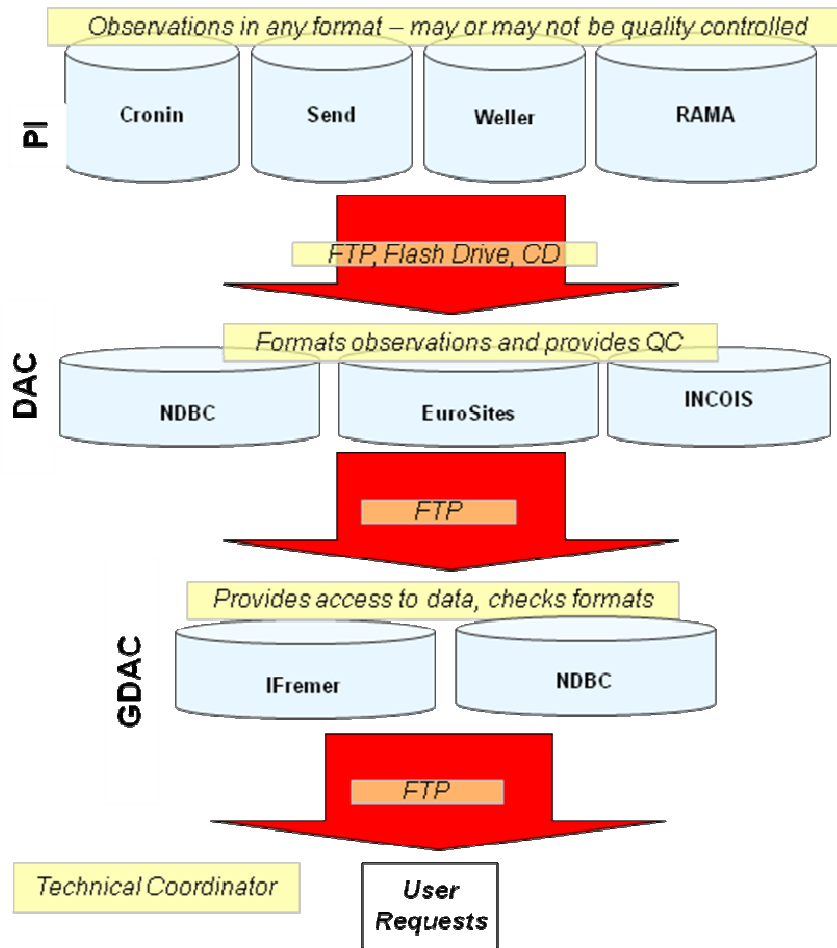 Observations in any format – may or may not be quality controlled
PI
Cronin
Send
Weller
RAMA
FTP, Flash Drive, CD
Formats observations and provides QC
DAC
NDBC
EuroSites
INCOIS
FTP
Provides access to data, checks formats
GDAC
IFremer
NDBC
FTP
Technical Coordinator
User
Requests